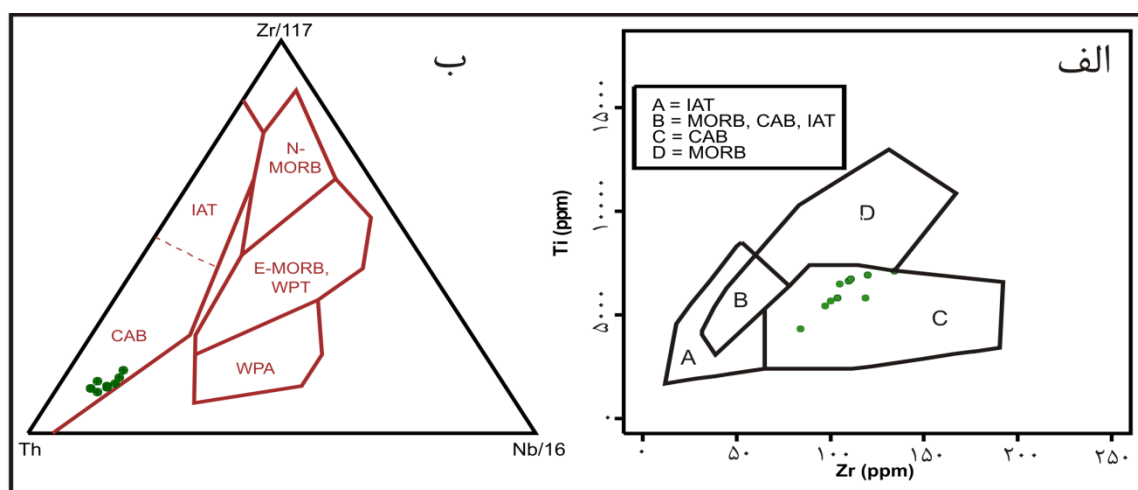 ب
Zr/117
N-
MORB
IAT
E-MORB,
WPT
CAB
WPA
Th
Nb/16
الف
A = IAT
B = MORB, CAB, IAT
C = CAB
D = MORB
Ti (ppm)
۱۵۰۰۰
۱۰۰۰۰
۵۰۰۰
۰
D
B
C
A
۰
۵۰
۱۰۰
۱۵۰
۲۰۰
۲۵۰
Zr (ppm)